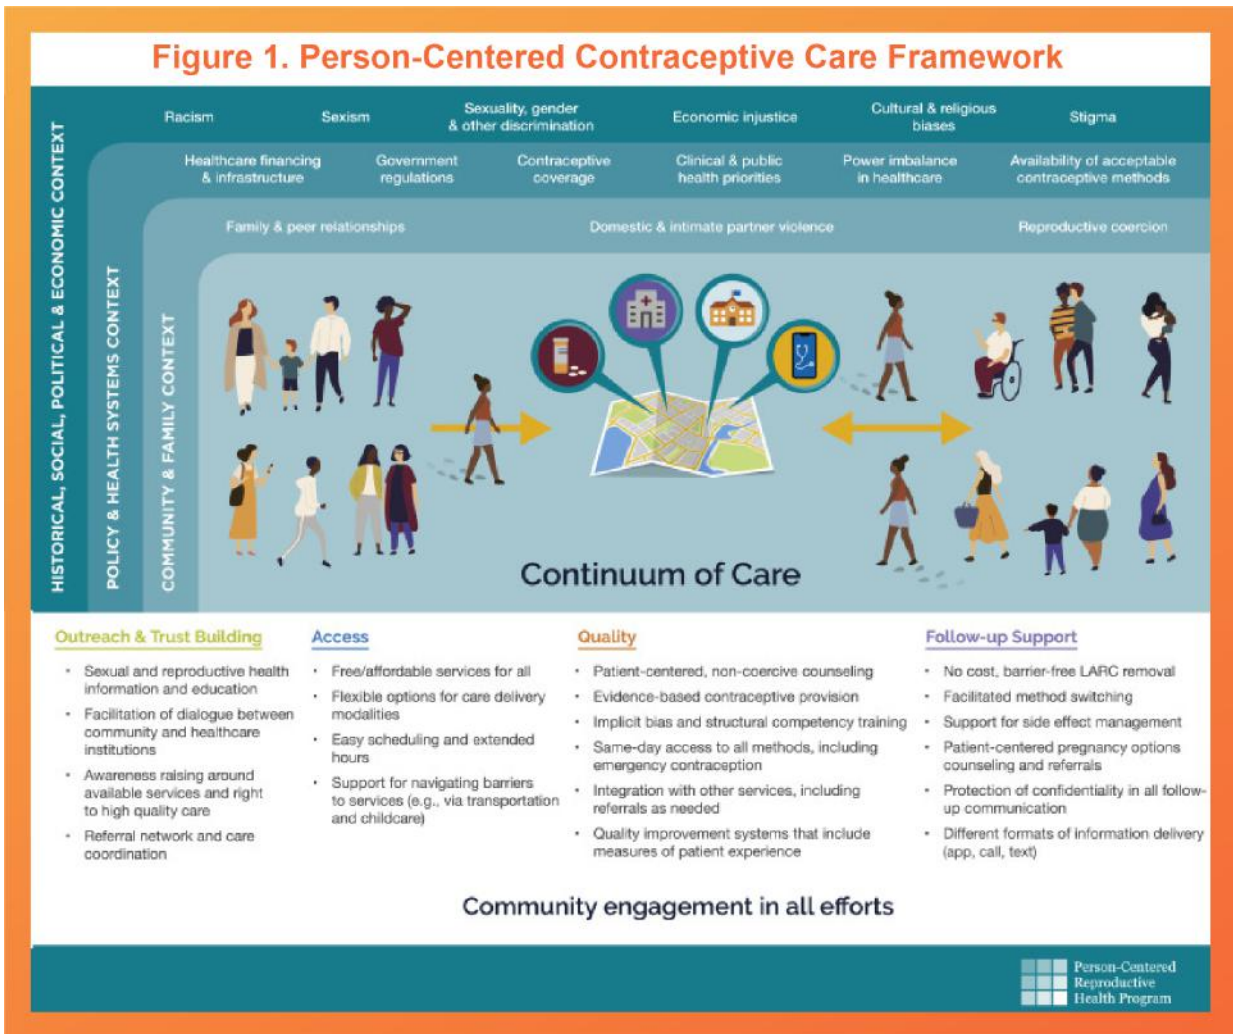 Figure 1. Person-Centered Contraceptive Care Framework
HISTORICAL, SOCIAL, POLITICAL & ECONOMIC CONTEXT
Racism
Sexism
Sexuality, gender
& other discrimination
Economic injustice
Cultural & religious
biases
Stigma
POLICY & HEALTH SYSTEMS CONTEXT
Healthcare financing
& infrastructure
Government
regulations
Contraceptive
coverage
Clinical & public
health priorities
Power imbalance
in healthcare
Availability of acceptable
contraceptive methods
COMMUNITY & FAMILY CONTEXT
Family & peer relationships
Domestic & intimate partner violence
Reproductive coercion
Continuum of Care
Outreach & Trust Building
• Sexual and reproductive health
information and education
• Facilitation of dialogue between
community and healthcare
institutions
• Awareness raising around
available services and right
to high quality care
• Referral network and care
coordination
Access
• Free/affordable services for all
• Flexible options for care delivery
modalities
• Easy scheduling and extended
hours
• Support for navigating barriers
to services (e.g., via transportation
and childcare)
Quality
• Patient-centered, non-coercive counseling
• Evidence-based contraceptive provision
• Implicit bias and structural competency training
• Same-day access to all methods, including
emergency contraception
• Integration with other services, including
referrals as needed
• Quality improvement systems that include
measures of patient experience
Follow-up Support
• No cost, barrier-free LARC removal
• Facilitated method switching
• Support for side effect management
• Patient-centered pregnancy options
counseling and referrals
• Protection of confidentiality in all follow-
up communication
• Different formats of information delivery
(app, call, text)
Community engagement in all efforts
Person-Centered
Reproductive
Health Program